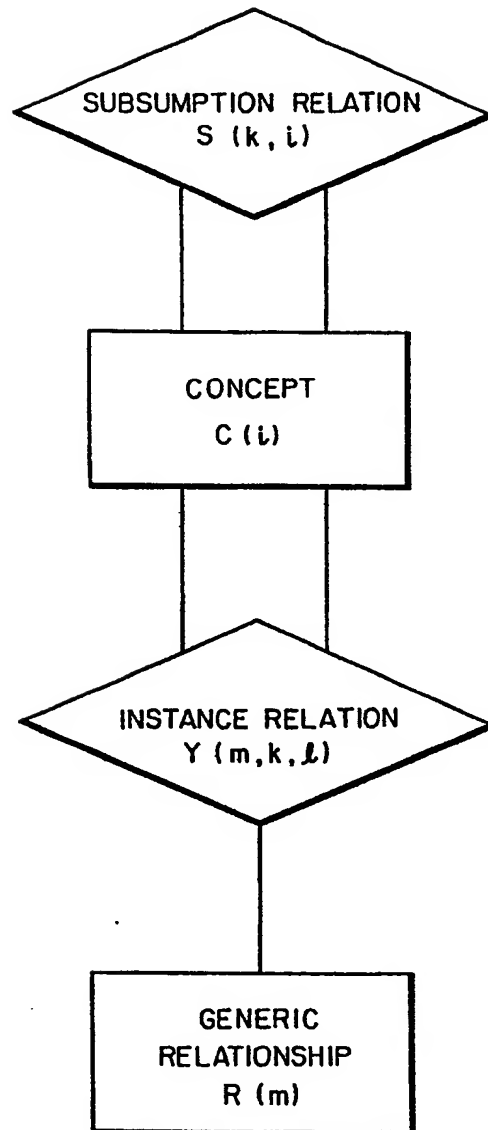 SUBSUMPTION RELATION
S (k, i)
CONCEPT
C (i)
INSTANCE RELATION
Y (m, k, ℓ)
GENERIC
RELATIONSHIP
R (m)